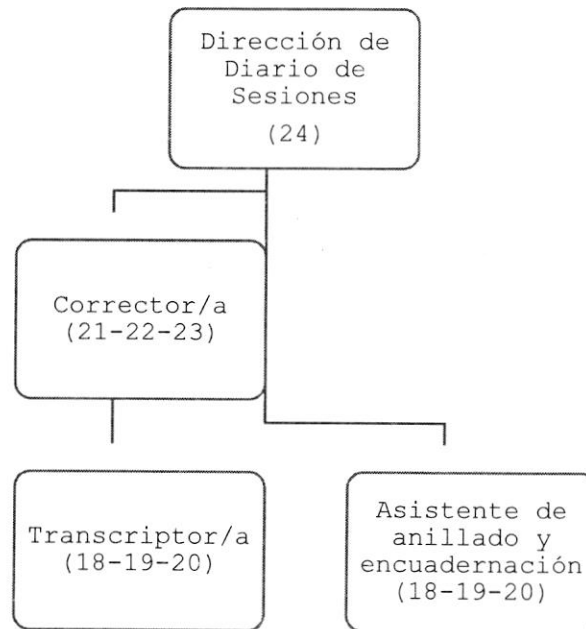 Dirección de
Diario de
Sesiones
(24)
Corrector/a
(21-22-23)
Transcriptor/a
(18-19-20)
Asistente de
anillado y
encuadernación
(18-19-20)